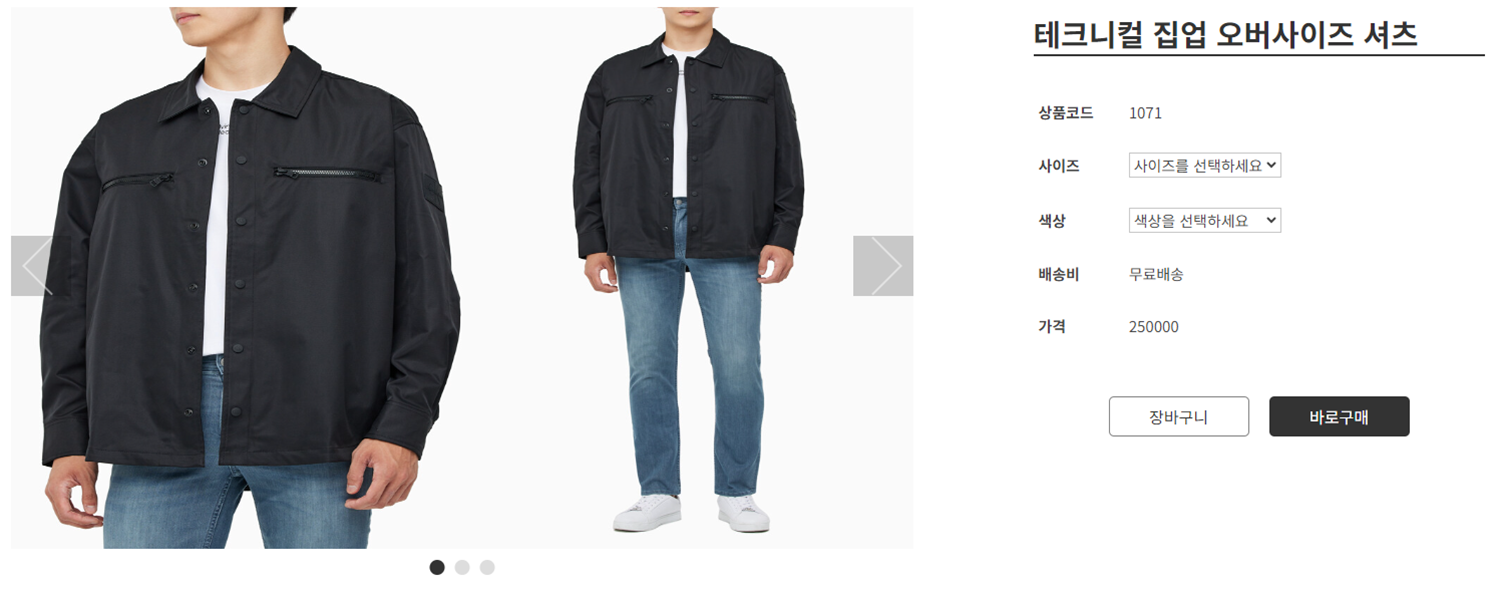 테크니컬 집업 오버사이즈 셔츠
상품코드 1071
사이즈 사이즈를 선택하세요
색상 색상을 선택하세요
배송비 무료배송
가격 250000
장바구니 바로구매